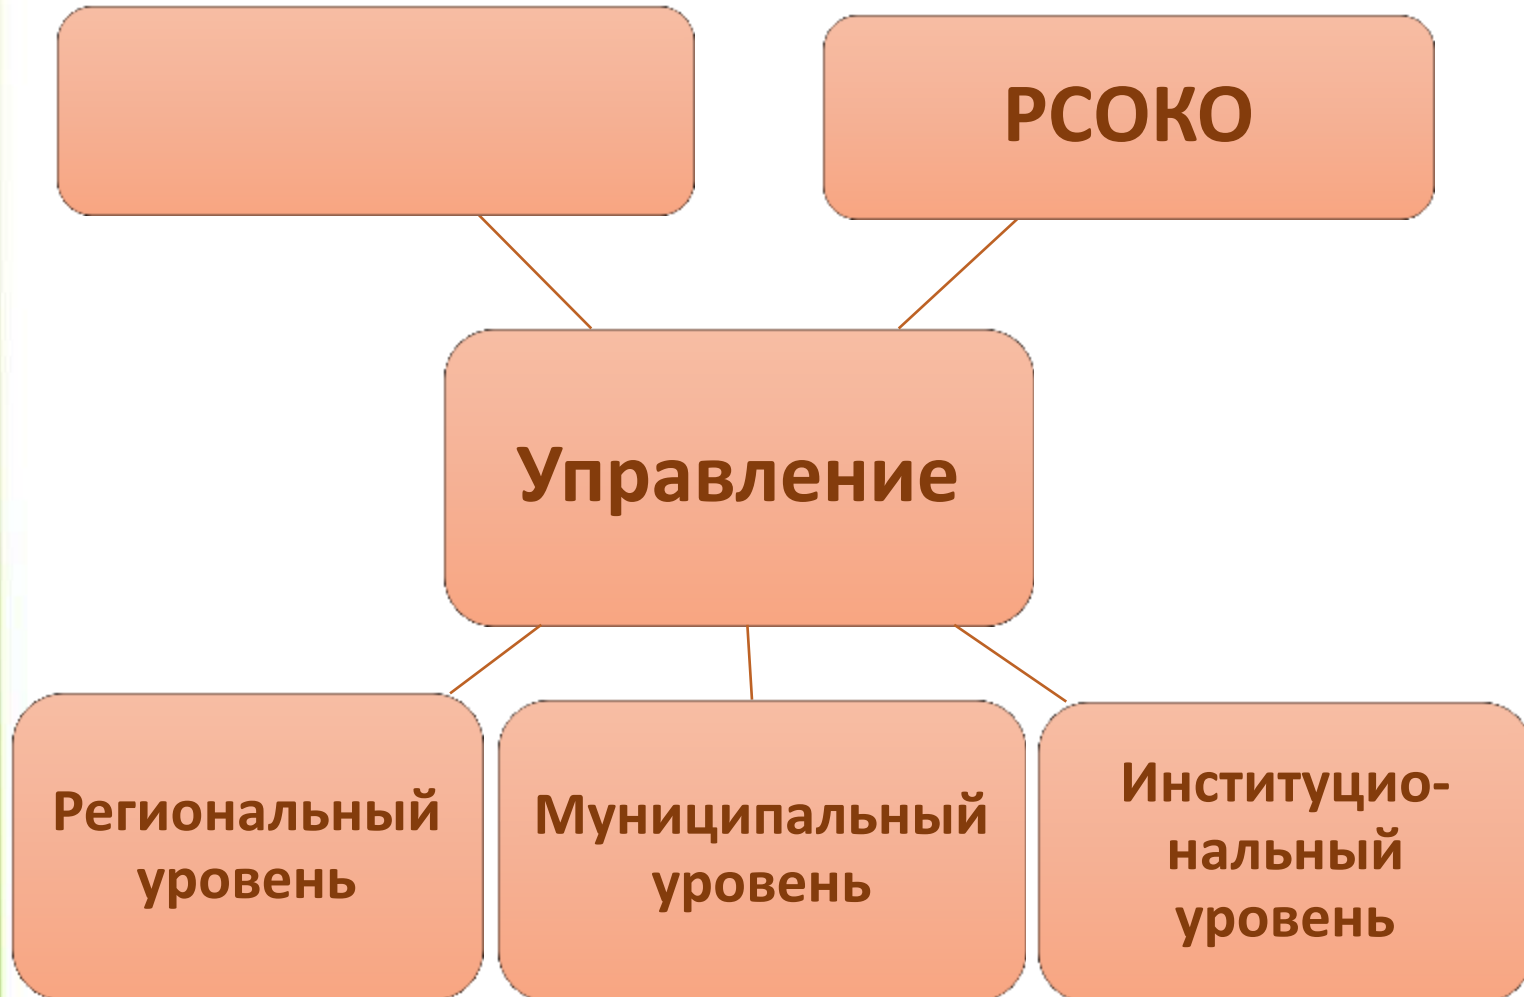 РСОКО
Управление
Региональный
уровень
Муниципальный
уровень
Институцио-
нальный
уровень